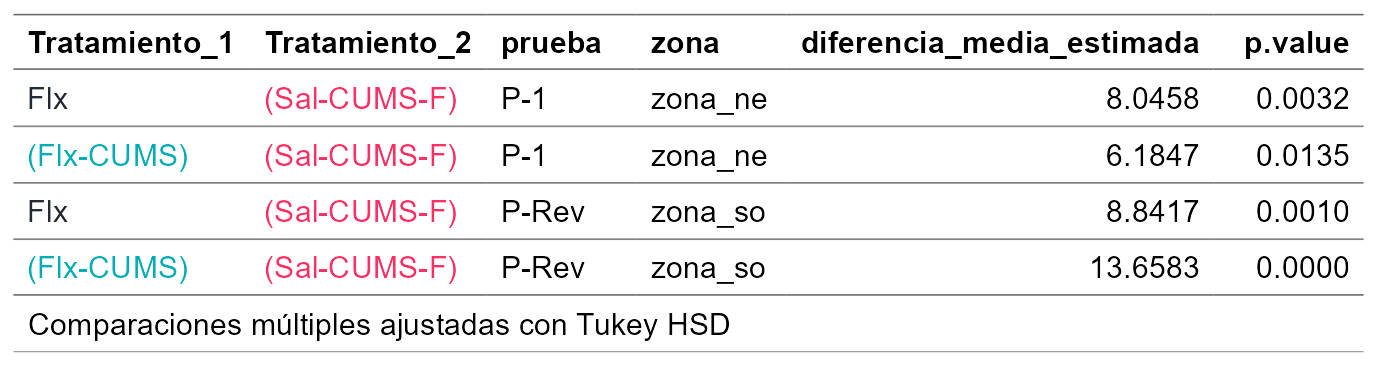 Tratamiento_1 Tratamiento_2 prueba zona diferencia_media_estimada p.value
Flx (Sal-CUMS-F) P-1 zona_ne 8.0458 0.0032
(Flx-CUMS) (Sal-CUMS-F) P-1 zona_ne 6.1847 0.0135
Flx (Sal-CUMS-F) P-Rev zona_so 8.8417 0.0010
(Flx-CUMS) (Sal-CUMS-F) P-Rev zona_so 13.6583 0.0000
Comparaciones múltiples ajustadas con Tukey HSD